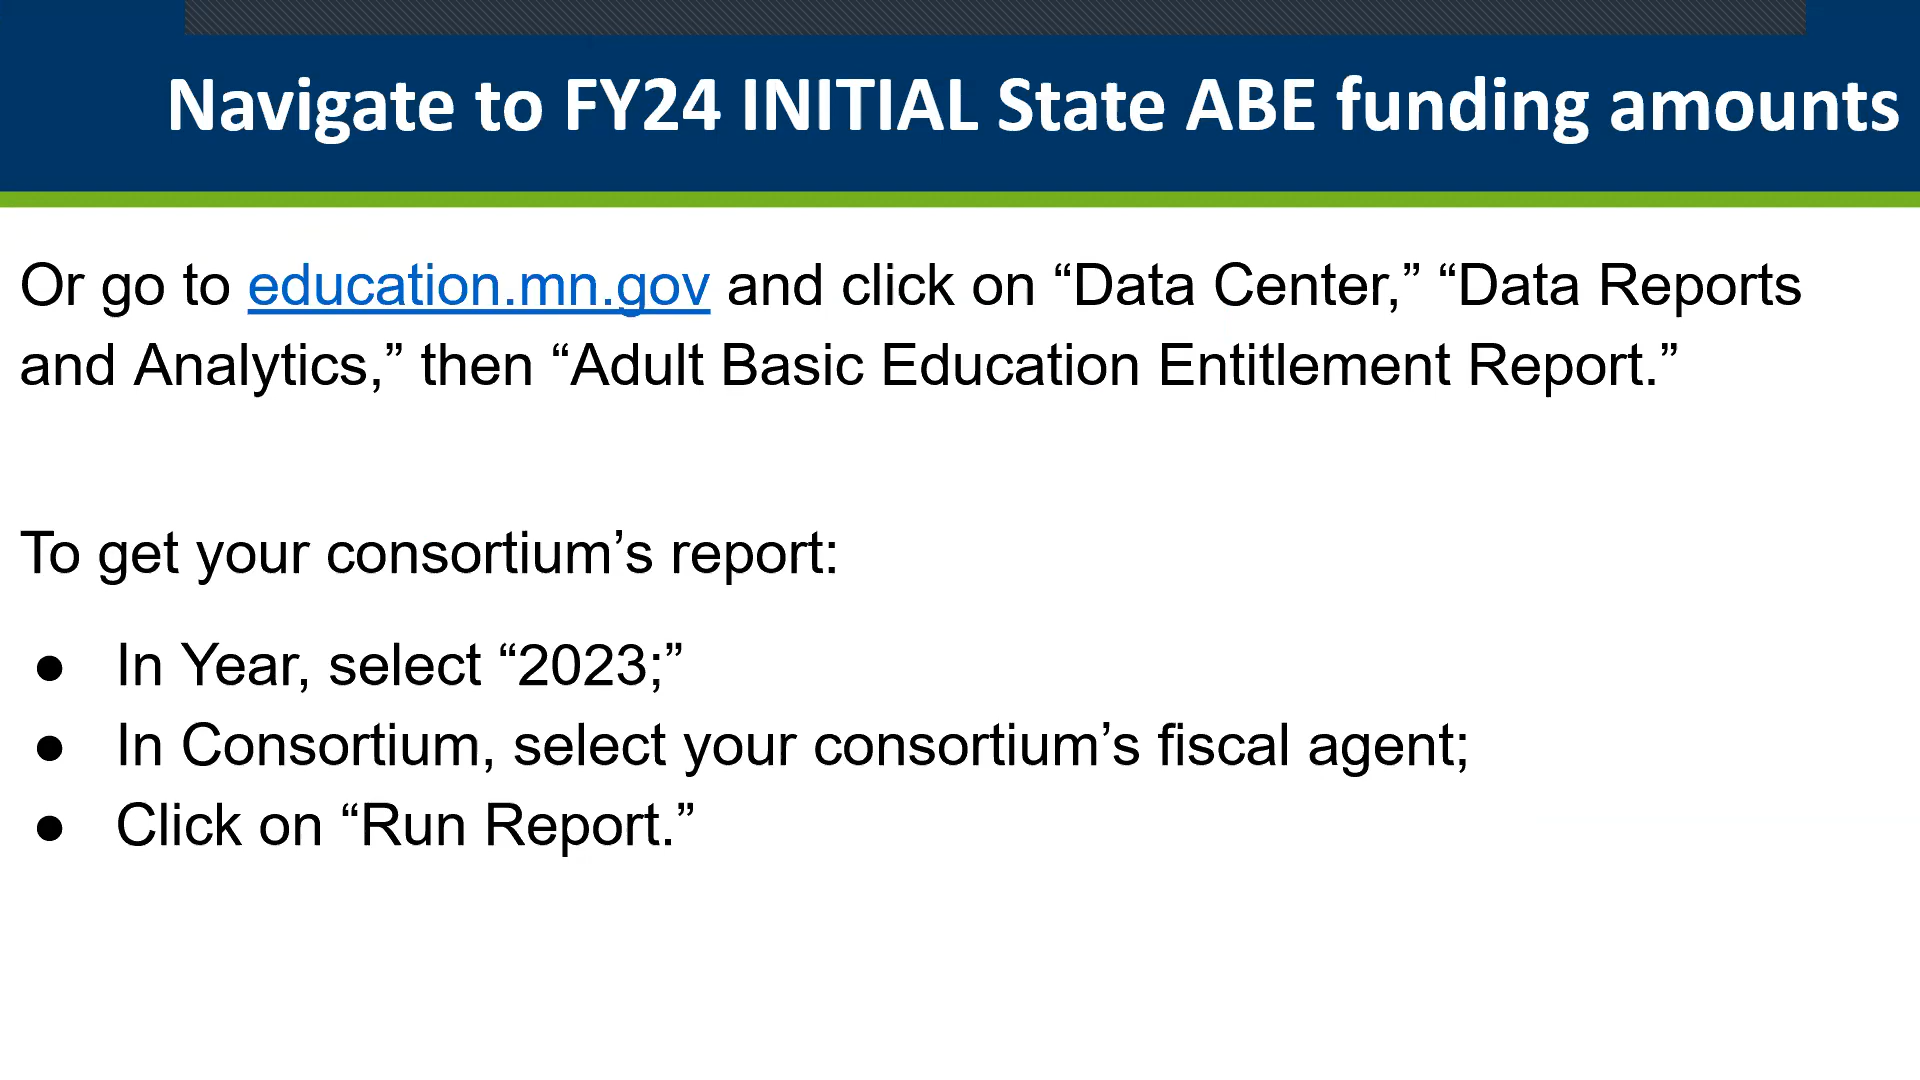 Navigate to FY24 INITIAL State ABE funding amounts
Or go to education.mn.gov and click on “Data Center,” “Data Reports
and Analytics,” then “Adult Basic Education Entitlement Report.”
To get your consortium’s report:
● In Year, select “2023;”
● In Consortium, select your consortium’s fiscal agent;
● Click on “Run Report.”